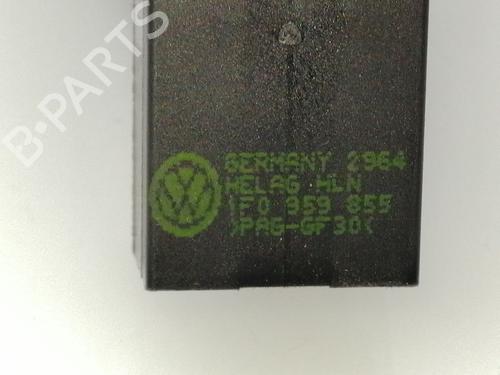 B-PARTS
GERMANY 2964
HELAG HLN
1F0 959 855
>PA6-GF30<